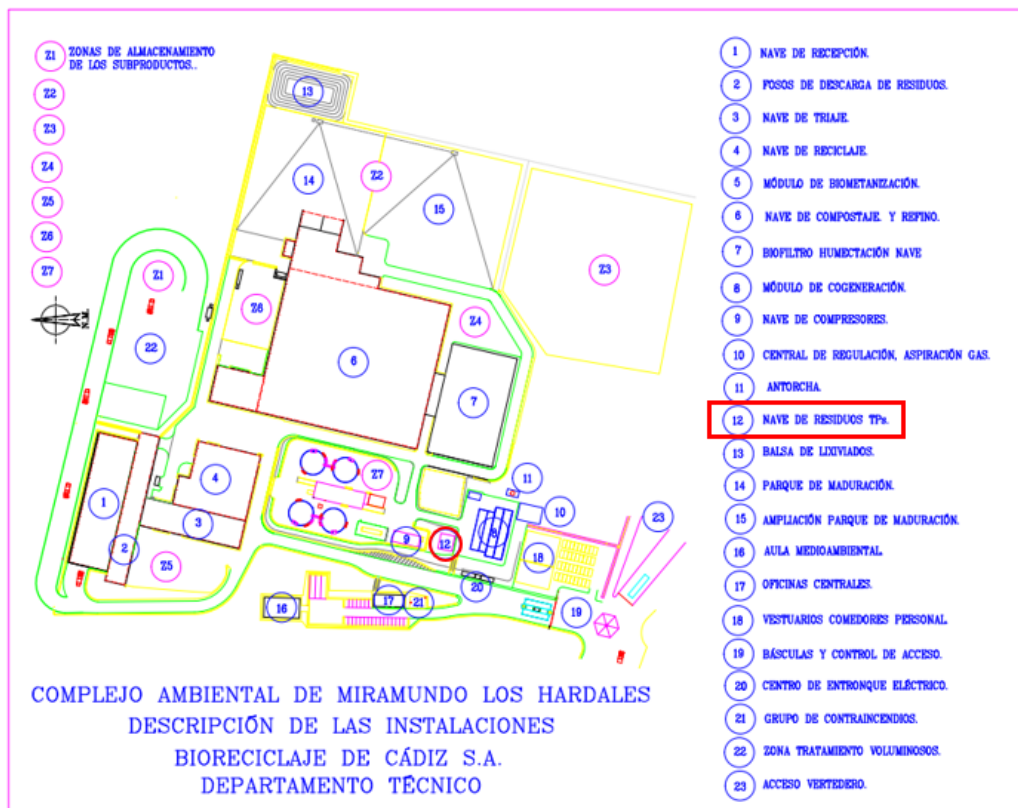 Z1 ZONAS DE ALMACENAMIENTO
DE LOS SUBPRODUCTOS..
Z2
Z3
Z4
Z5
Z6
Z7
N.M.
13
14
Z2
15
Z3
Z1
22
Z8
6
Z4
7
4
1
3
2
Z5
Z7
11
10
8
9
12
18
23
20
19
16
17
21
1 NAVE DE RECEPCIÓN.
2 FOSOS DE DESCARGA DE RESIDUOS.
3 NAVE DE TRIAJE.
4 NAVE DE RECICLAJE.
5 MÓDULO DE BIOMETANIZACIÓN.
6 NAVE DE COMPOSTAJE. Y REFINO.
7 BIOFILTRO HUMECTACIÓN NAVE
8 MÓDULO DE COGENERACIÓN.
9 NAVE DE COMPRESORES.
10 CENTRAL DE REGULACIÓN, ASPIRACIÓN GAS.
11 ANTORCHA.
12 NAVE DE RESIDUOS TPs.
13 BALSA DE LIXIVIADOS.
14 PARQUE DE MADURACIÓN.
15 AMPLIACIÓN PARQUE DE MADURACIÓN.
16 AULA MEDIOAMBIENTAL
17 OFICINAS CENTRALES.
18 VESTUARIOS COMEDORES PERSONAL
19 BÁSCULAS Y CONTROL DE ACCESO.
20 CENTRO DE ENTRONQUE ELÉCTRICO.
21 GRUPO DE CONTRAINCENDIOS.
22 ZONA TRATAMIENTO VOLUMINOSOS.
23 ACCESO VERTEDERO.
COMPLEJO AMBIENTAL DE MIRAMUNDO LOS HARDALES
DESCRIPCIÓN DE LAS INSTALACIONES
BIORECICLAJE DE CÁDIZ S.A.
DEPARTAMENTO TÉCNICO